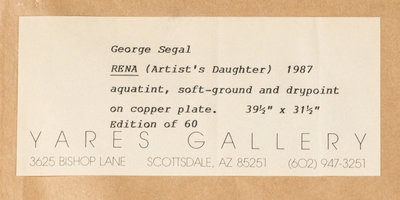 George Segal
RENA (Artist's Daughter) 1987
aquatint, soft-ground and drypoint
on copper plate. 39½" x 31½"
Edition of 60
YARES GALLERY
3625 BISHOP LANE SCOTTSDALE, AZ 85251 (602) 947-3251